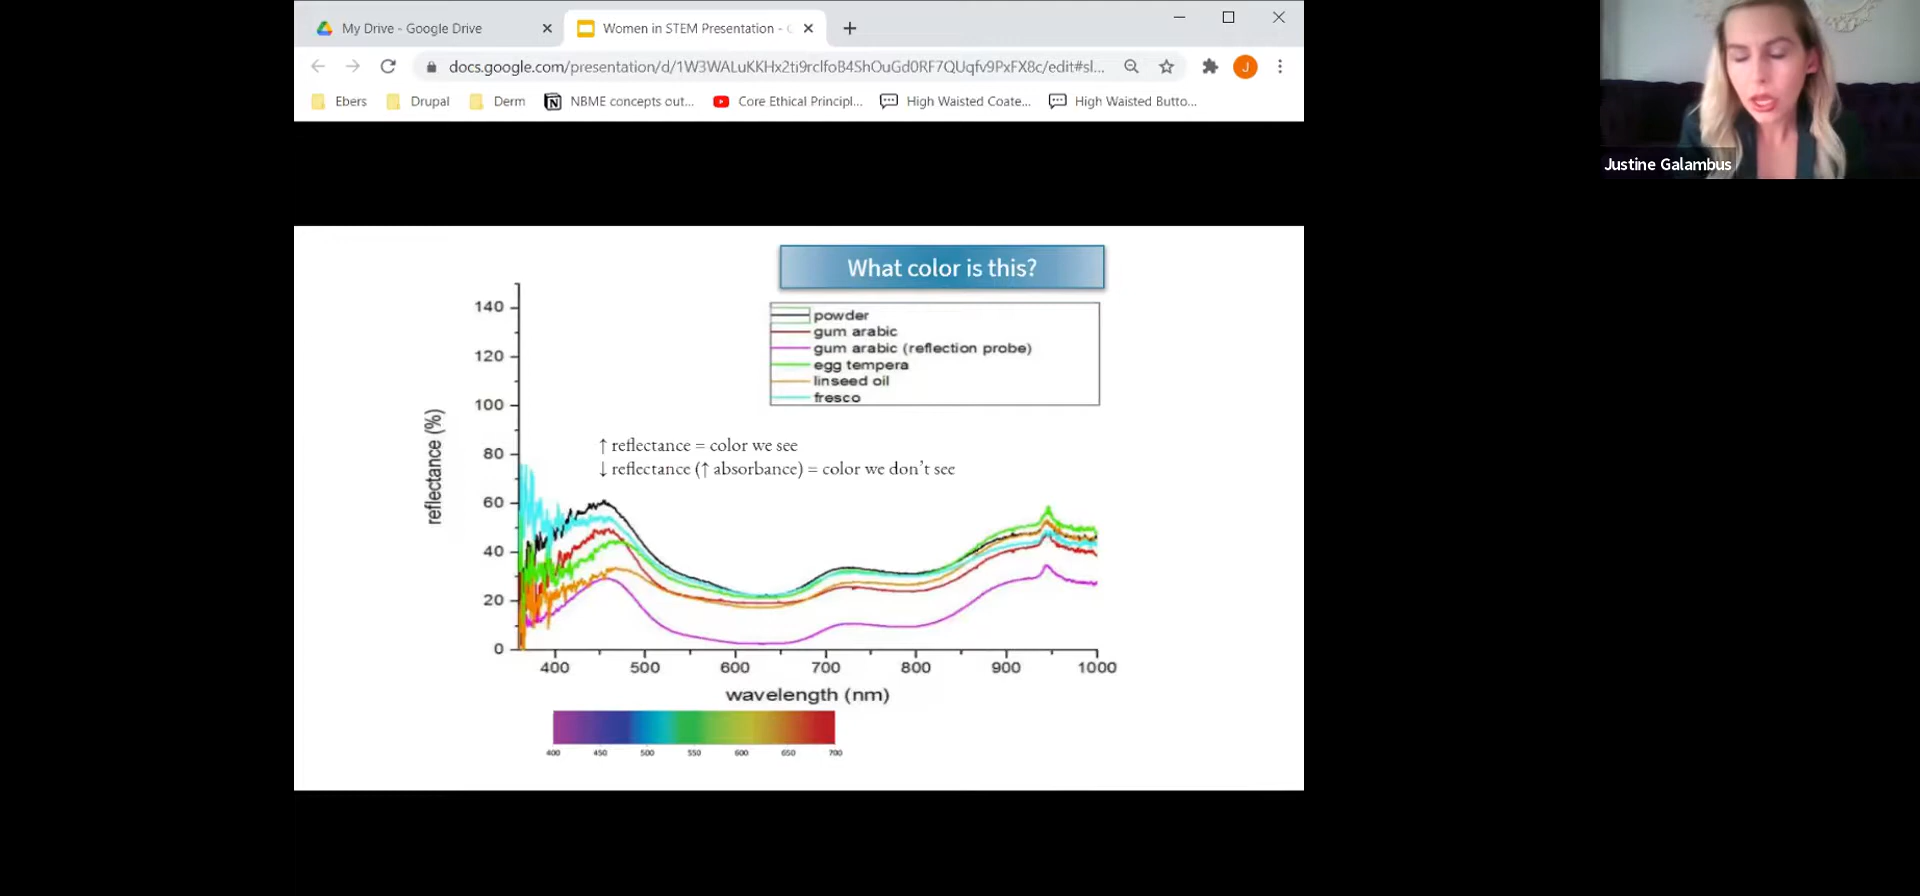 My Drive - Google Drive
Women in STEM Presentation -
docs.google.com/presentation/d/
Ebers
Drupal
Derm
NBME concepts out...
Core Ethical Principl...
High Waisted Coate...
High Waisted Butto...
J
Justine Galambus
What color is this?
powder
gum arabic
gum arabic (reflection probe)
egg tempera
linseed oil
fresco
↑ reflectance = color we see
↓ reflectance (↑ absorbance) = color we don't see
reflectance (%)
140
120
100
80
60
40
20
0
400 500 600 700 800 900 1000
wavelength (nm)
400 450 500 550 600 650 700